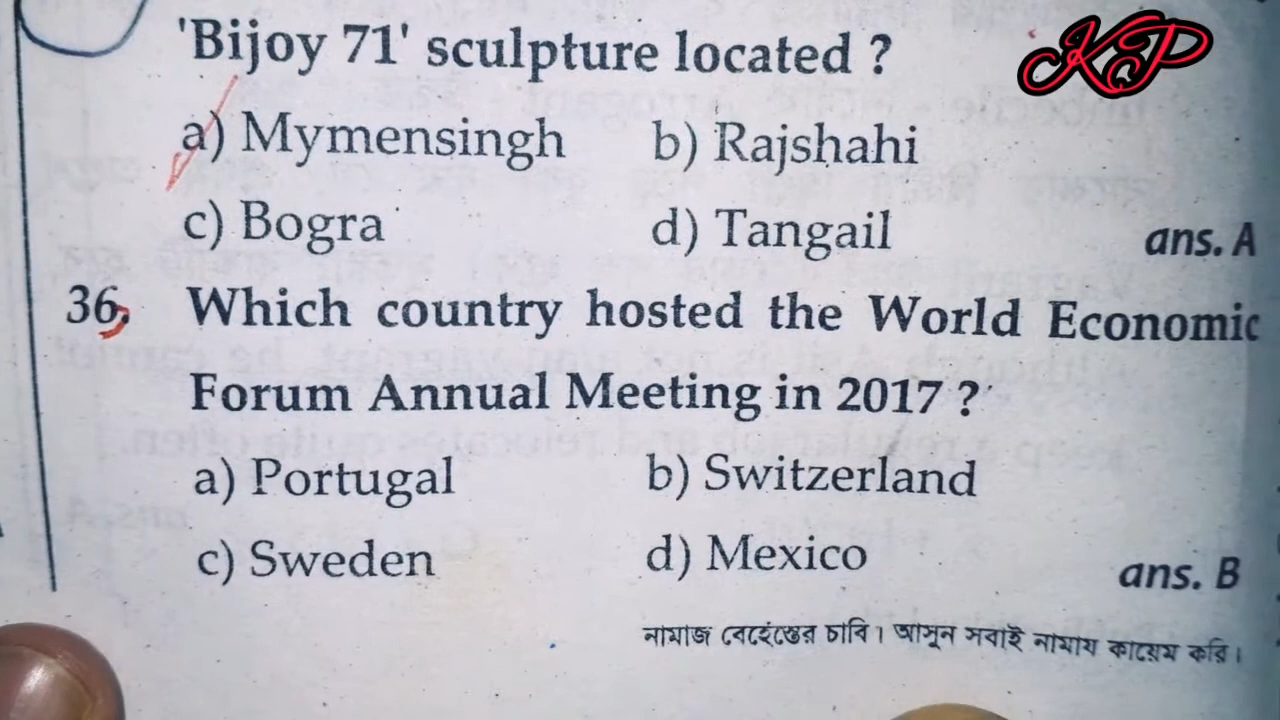 'Bijoy 71' sculpture located ?
KP
a) Mymensingh b) Rajshahi
c) Bogra d) Tangail ans. A
36. Which country hosted the World Economic
Forum Annual Meeting in 2017 ?
a) Portugal b) Switzerland
c) Sweden d) Mexico ans. B
নামাজ বেহেস্তের চাবি। আসুন সবাই নামায কায়েম করি।